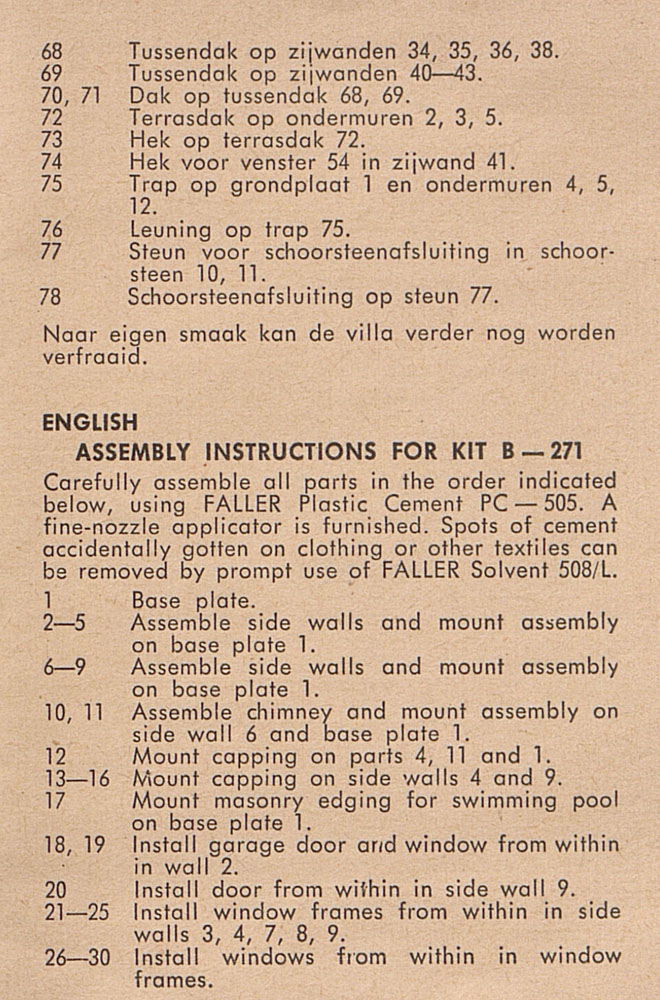 68 Tussendak op zijwanden 34, 35, 36, 38.
69 Tussendak op zijwanden 40—43.
70, 71 Dak op tussendak 68, 69.
72 Terrasdak op ondermuren 2, 3, 5.
73 Hek op terrasdak 72.
74 Hek voor venster 54 in zijwand 41.
75 Trap op grondplaat 1 en ondermuren 4, 5,
12.
76 Leuning op trap 75.
77 Steun voor schoorsteenafsluiting in schoor-
steen 10, 11.
78 Schoorsteenafsluiting op steun 77.
Naar eigen smaak kan de villa verder nog worden
verfraaid.
ENGLISH
ASSEMBLY INSTRUCTIONS FOR KIT B — 271
Carefully assemble all parts in the order indicated
below, using FALLER Plastic Cement PC — 505. A
fine-nozzle applicator is furnished. Spots of cement
accidentally gotten on clothing or other textiles can
be removed by prompt use of FALLER Solvent 508/L.
1 Base plate.
2—5 Assemble side walls and mount assembly
on base plate 1.
6—9 Assemble side walls and mount assembly
on base plate 1.
10, 11 Assemble chimney and mount assembly on
side wall 6 and base plate 1.
12 Mount capping on parts 4, 11 and 1.
13—16 Mount capping on side walls 4 and 9.
17 Mount masonry edging for swimming pool
on base plate 1.
18, 19 Install garage door and window from within
in wall 2.
20 Install door from within in side wall 9.
21—25 Install window frames from within in side
walls 3, 4, 7, 8, 9.
26—30 Install windows from within in window
frames.